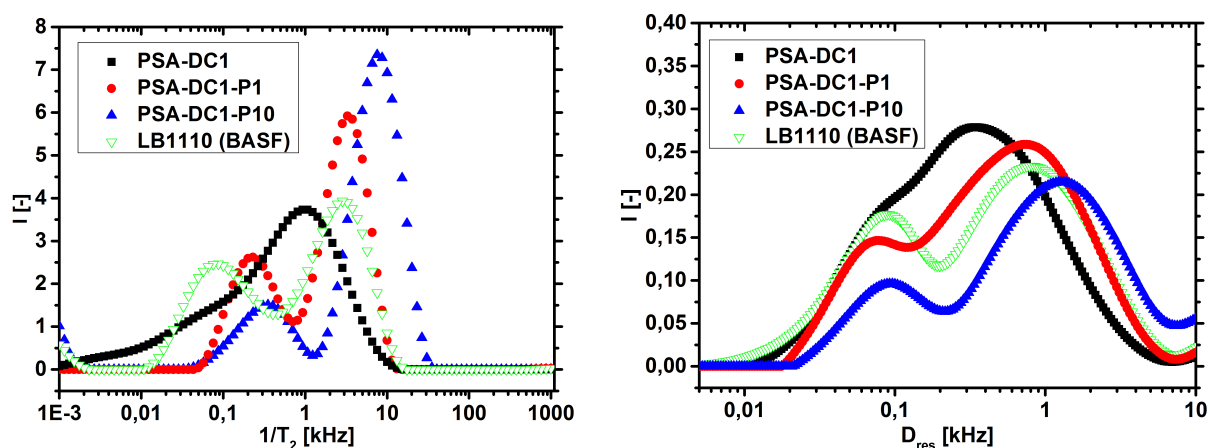 8
7
6
5
4
3
2
1
0
I [-]
PSA-DC1
PSA-DC1-P1
PSA-DC1-P10
LB1110 (BASF)
1E-3 0,01 0,1 1 10 100 1000
1/T2 [kHz]
0,40
0,35
0,30
0,25
0,20
0,15
0,10
0,05
0,00
I [-]
PSA-DC1
PSA-DC1-P1
PSA-DC1-P10
LB1110 (BASF)
0,01 0,1 1 10
Dres [kHz]